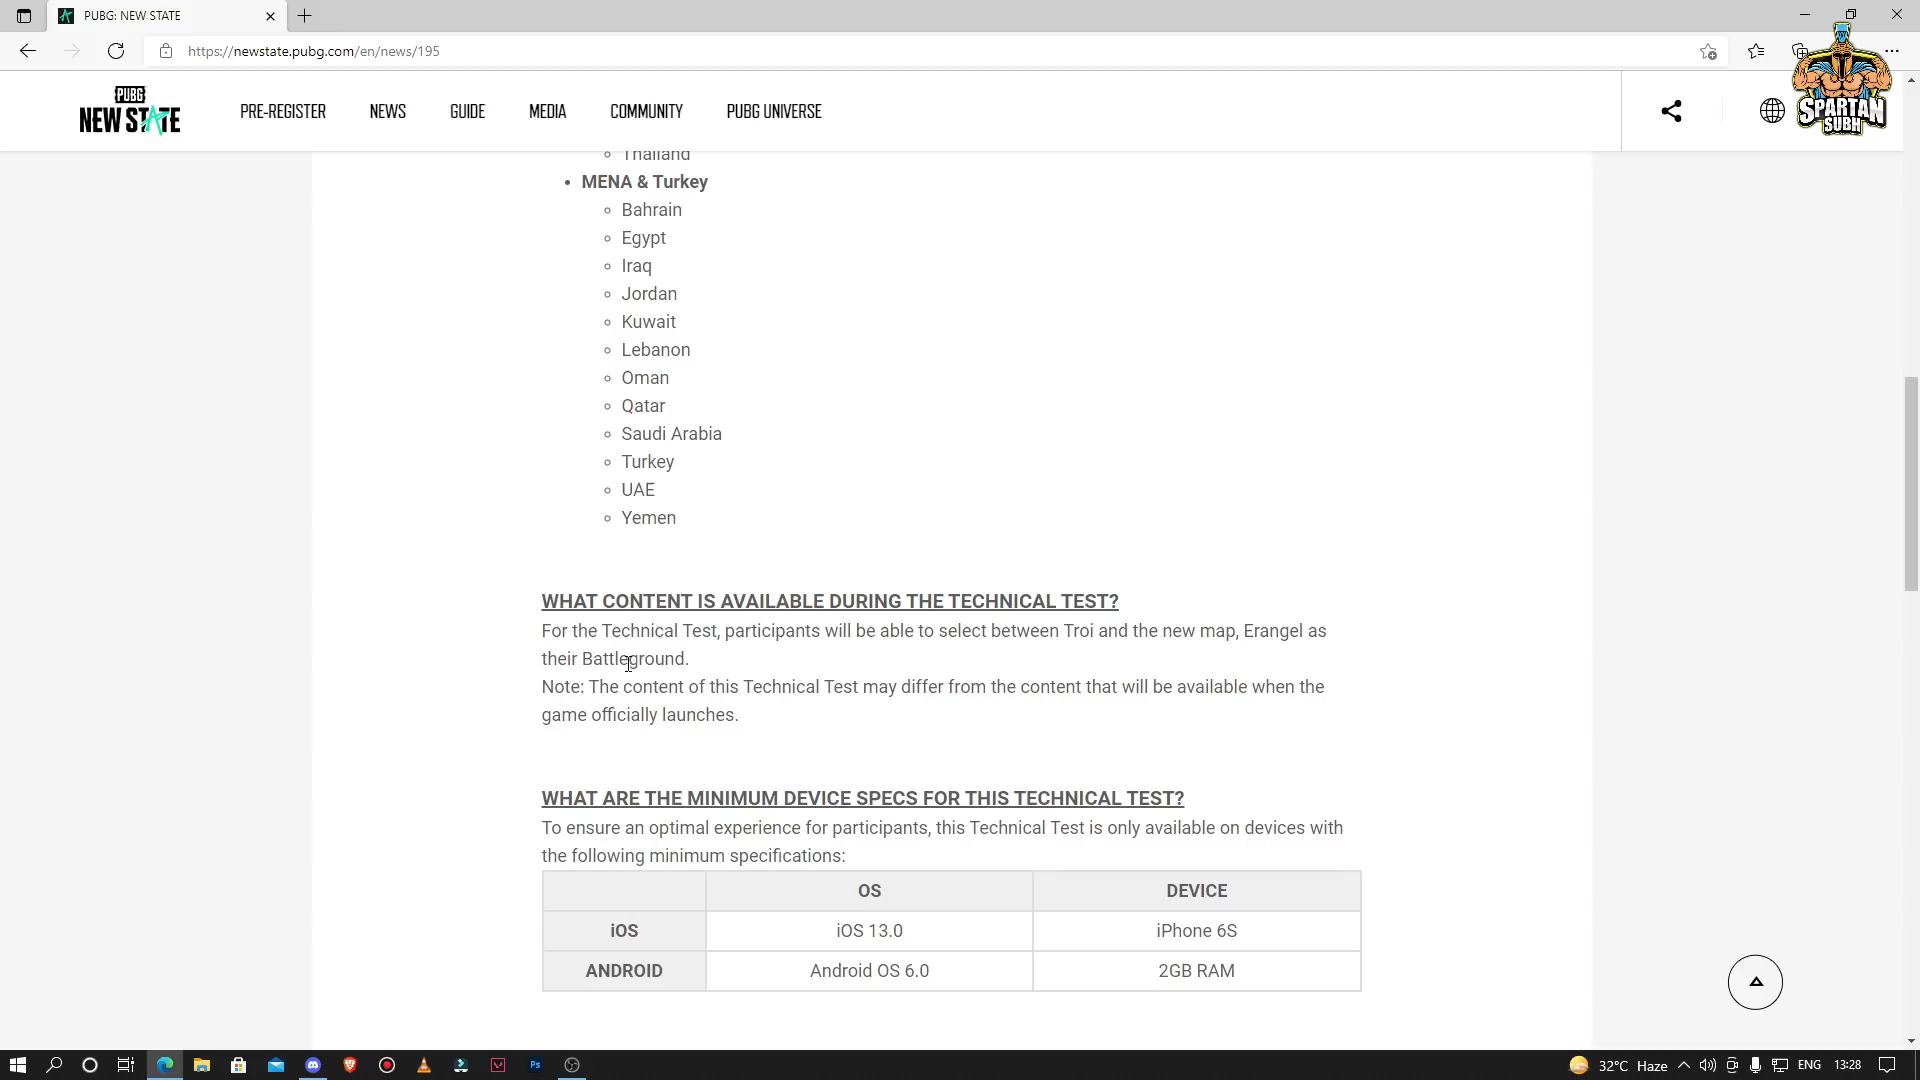 PUBG: NEW STATE
https://newstate.pubg.com/en/news/195
PUBG
NEW STATE
PRE-REGISTER
NEWS
GUIDE
MEDIA
COMMUNITY
PUBG UNIVERSE
SPARTAN
SUBH
Thailand
MENA & Turkey
Bahrain
Egypt
Iraq
Jordan
Kuwait
Lebanon
Oman
Qatar
Saudi Arabia
Turkey
UAE
Yemen
WHAT CONTENT IS AVAILABLE DURING THE TECHNICAL TEST?
For the Technical Test, participants will be able to select between Troi and the new map, Erangel as
their Battleground.
Note: The content of this Technical Test may differ from the content that will be available when the
game officially launches.
WHAT ARE THE MINIMUM DEVICE SPECS FOR THIS TECHNICAL TEST?
To ensure an optimal experience for participants, this Technical Test is only available on devices with
the following minimum specifications:
OS DEVICE
iOS iOS 13.0 iPhone 6S
ANDROID Android OS 6.0 2GB RAM
Ps
32°C Haze
ENG
13:28